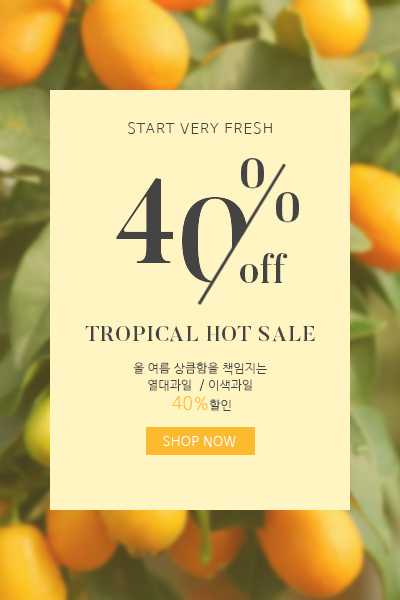 START VERY FRESH
40% off
TROPICAL HOT SALE
올 여름 상큼함을 책임지는
열대과일 / 이색과일
40%할인
SHOP NOW